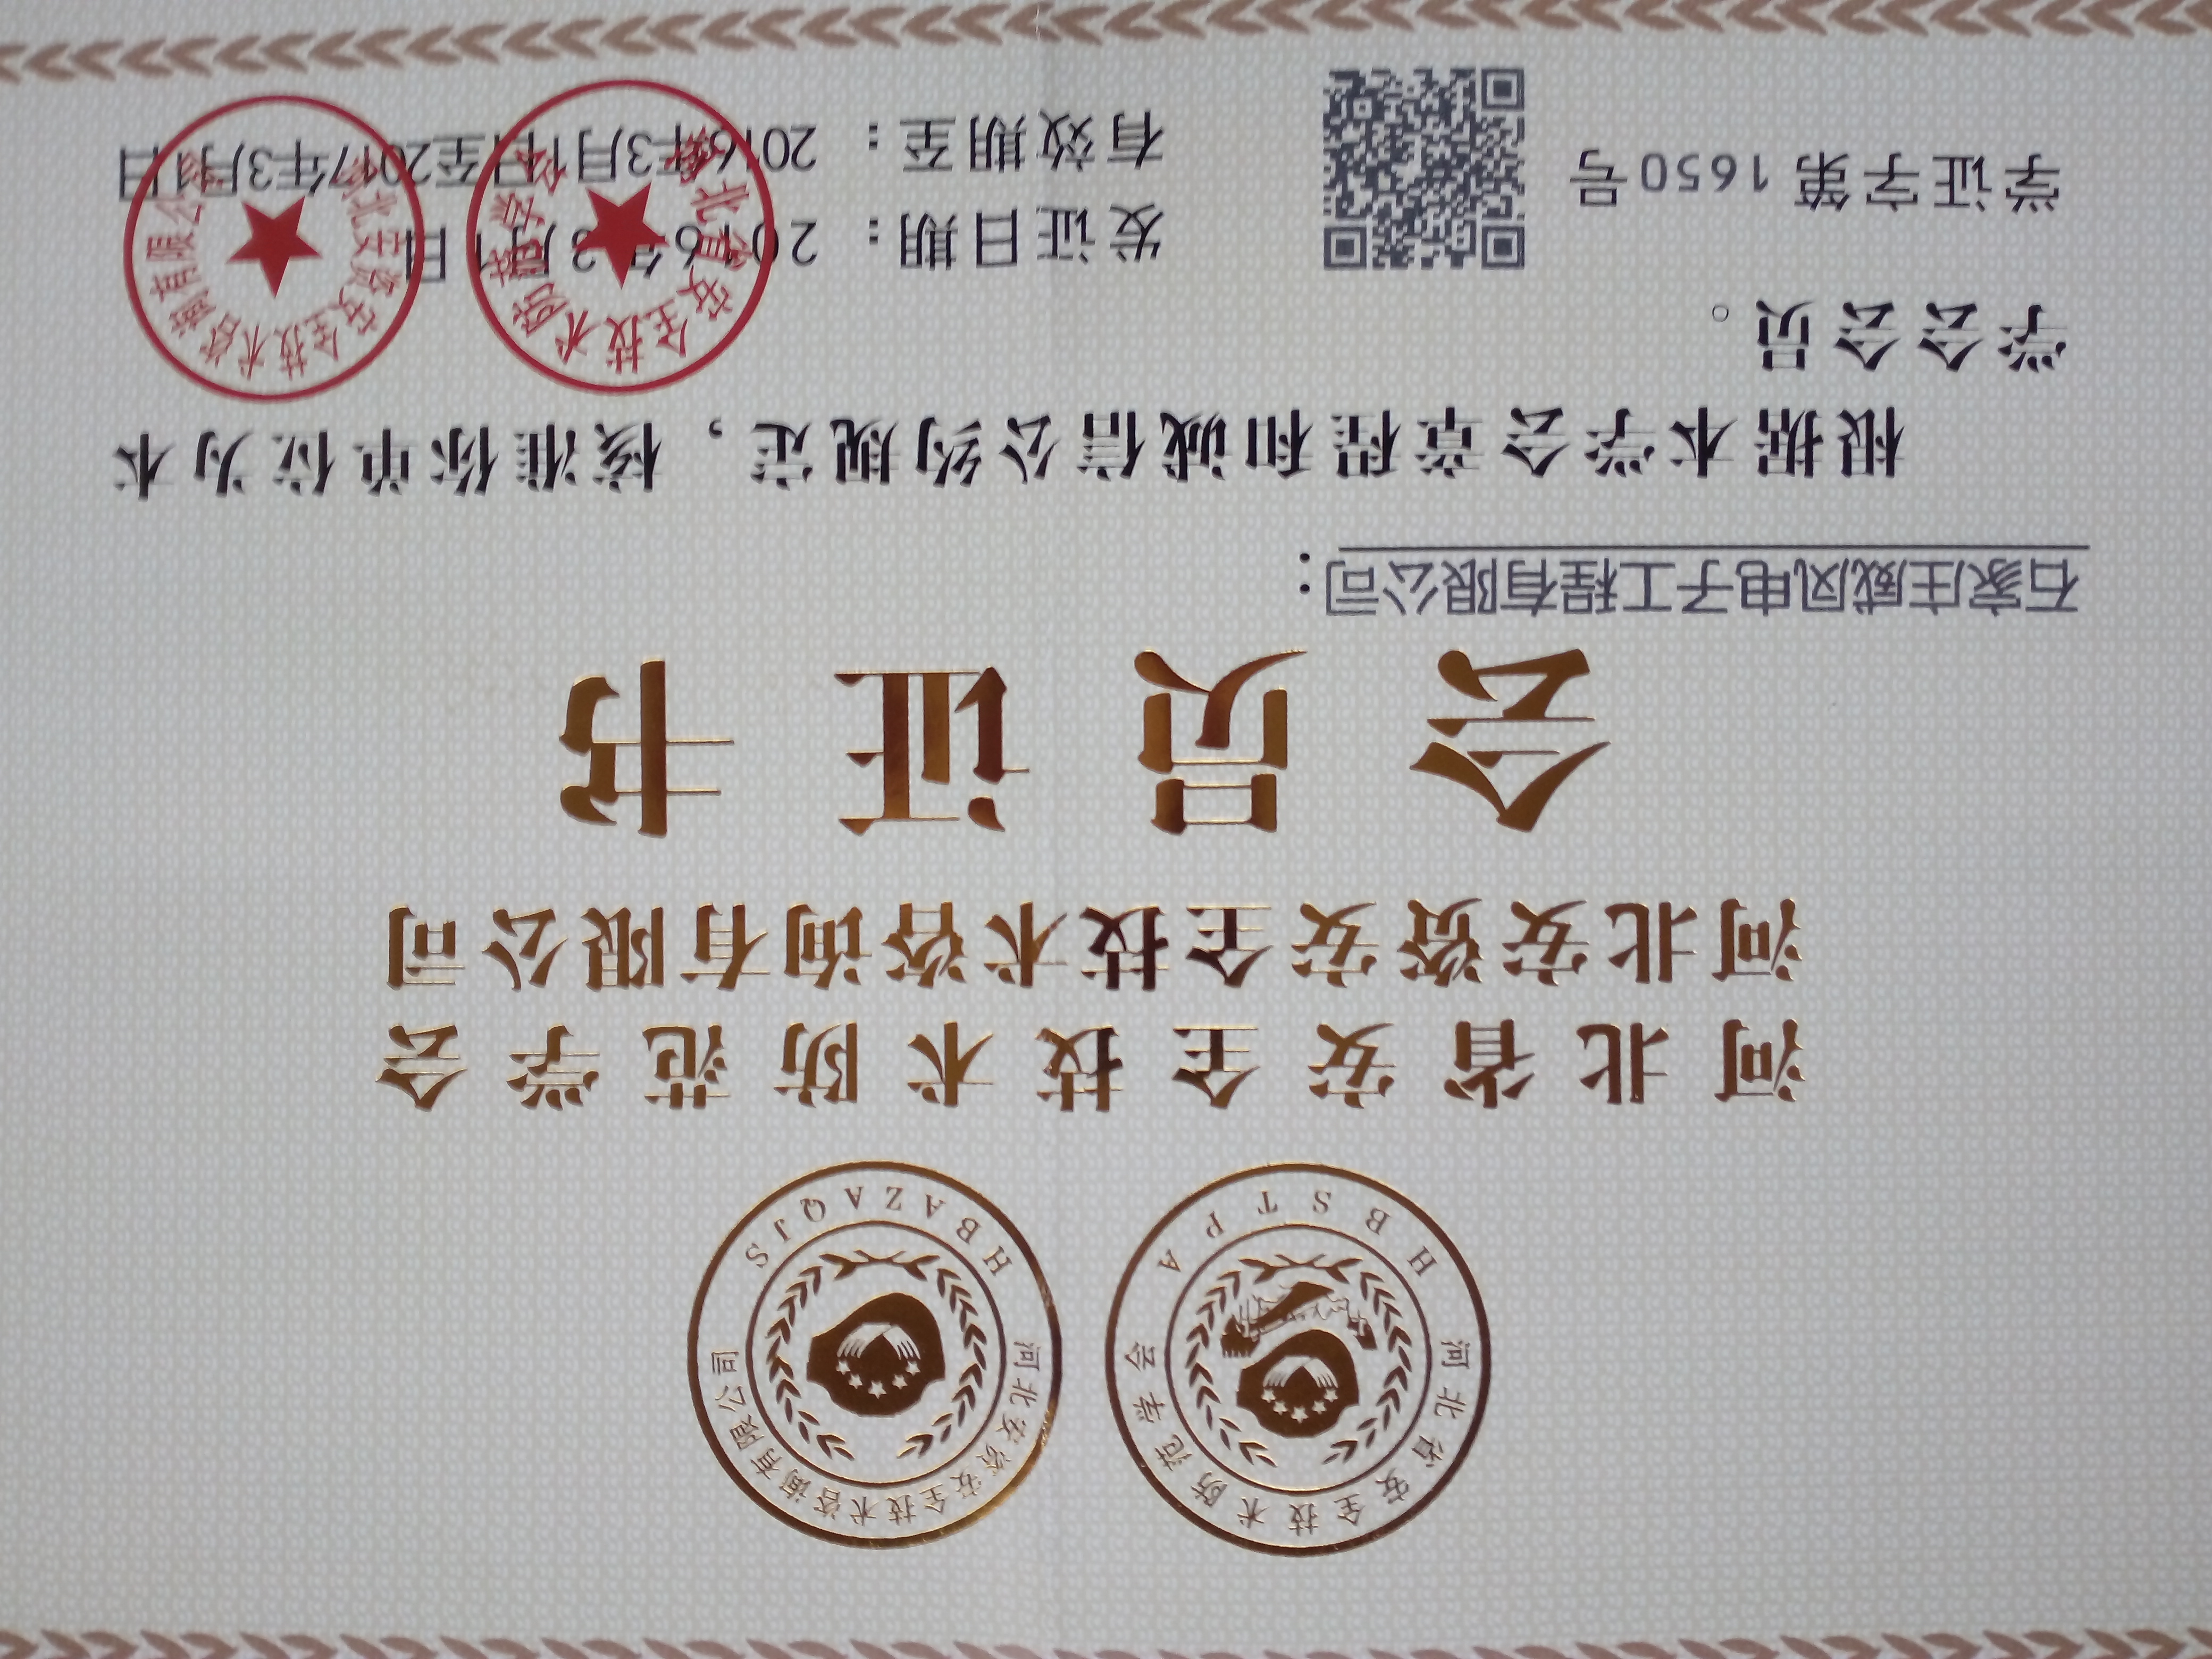 河北省安全技术防范学会
HBSTPA
河北安资安全技术咨询有限公司
HBAZAQJS
河北省安全技术防范学会
河北安资安全技术咨询有限公司
会员证书
石家庄威风电子工程有限公司：
根据本学会章程和诚信公约规定，核准你单位为本
学会会员。
学证字第1650号
发证日期：2016年3月1日
有效期至：2016年3月1日至2017年3月1日
河北省安全技术防范学会
河北安资安全技术咨询有限公司